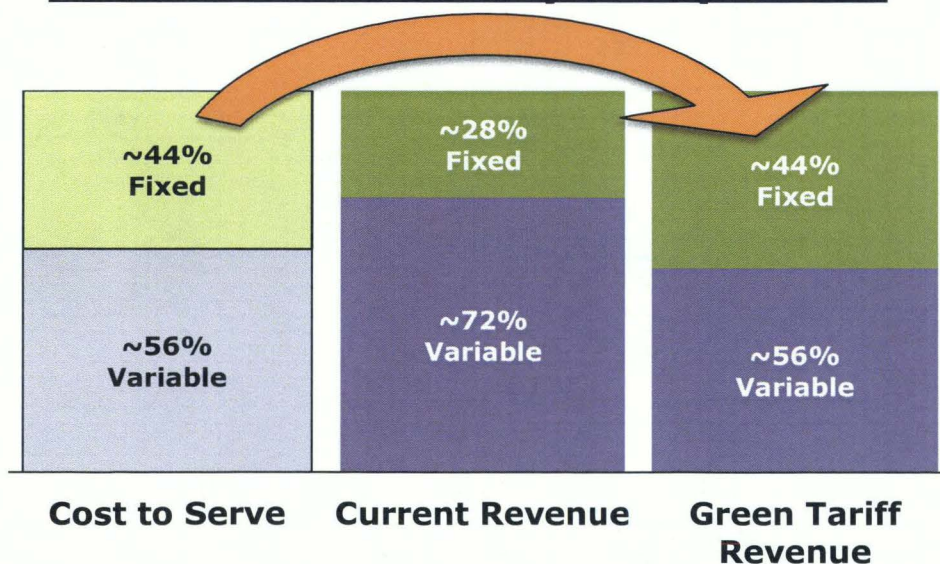 ~44%
Fixed
~28%
Fixed
~44%
Fixed
~56%
Variable
~72%
Variable
~56%
Variable
Cost to Serve
Current Revenue
Green Tariff
Revenue